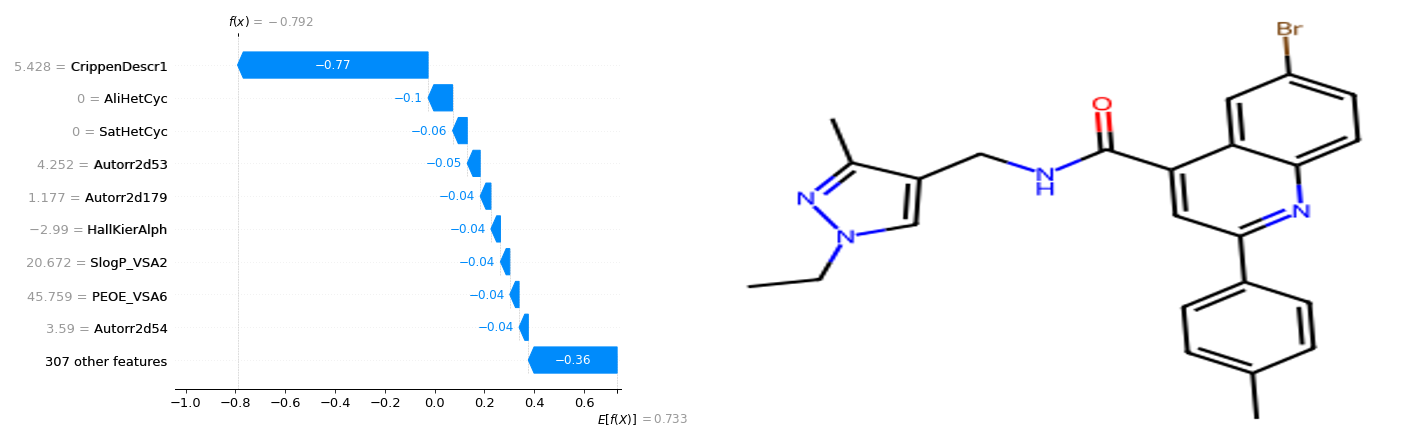 f(x) = −0.792
5.428 = CrippenDescr1
−0.77
0 = AliHetCyc
−0.1
0 = SatHetCyc
−0.06
4.252 = Autorr2d53
−0.05
1.177 = Autorr2d179
−0.04
−2.99 = HallKierAlph
−0.04
20.672 = SlogP_VSA2
−0.04
45.759 = PEOE_VSA6
−0.04
3.59 = Autorr2d54
−0.04
307 other features
−0.36
−1.0 −0.8 −0.6 −0.4 −0.2 0.0 0.2 0.4 0.6
E[f(X)] = 0.733
Br
O
N
H
N
N
N